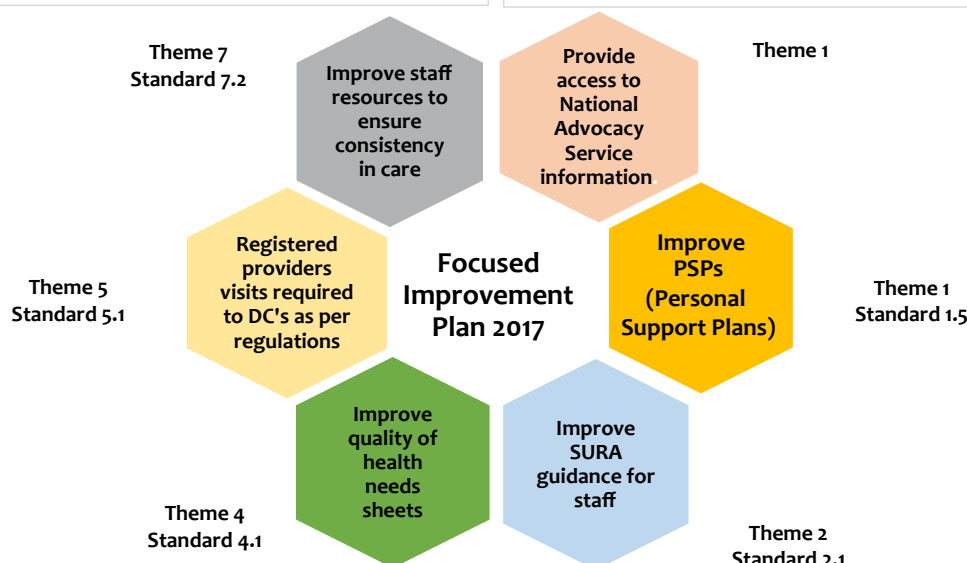 Theme 7
Standard 7.2
Improve staff
resources to
ensure
consistency
in care
Provide
access to
National
Advocacy
Service
information.
Theme 1
Registered
providers
visits required
to DC's as per
regulations
Theme 5
Standard 5.1
Focused
Improvement
Plan 2017
Improve
PSPs
(Personal
Support Plans)
Theme 1
Standard 1.5
Improve
quality of
health
needs
sheets
Theme 4
Standard 4.1
Improve
SURA
guidance for
staff
Theme 2
Standard 2.1